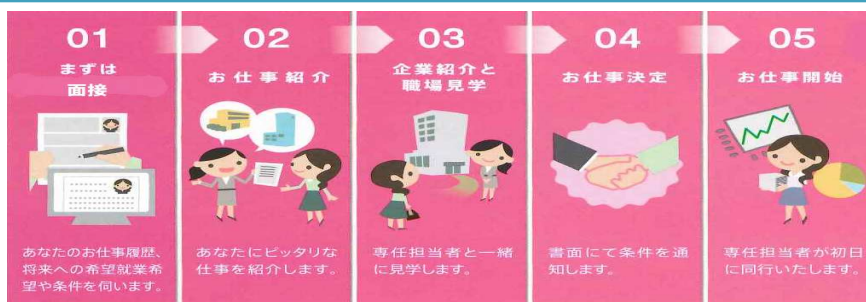 01
まずは
面接
あなたのお仕事履歴、
将来への希望就業希
望や条件を伺います。
02
お仕事紹介
あなたにピッタリな
仕事を紹介します。
03
企業紹介と
職場見学
専任担当者と一緒
に見学します。
04
お仕事決定
書面にて条件を通
知します。
05
お仕事開始
専任担当者が初日
に同行いたします。